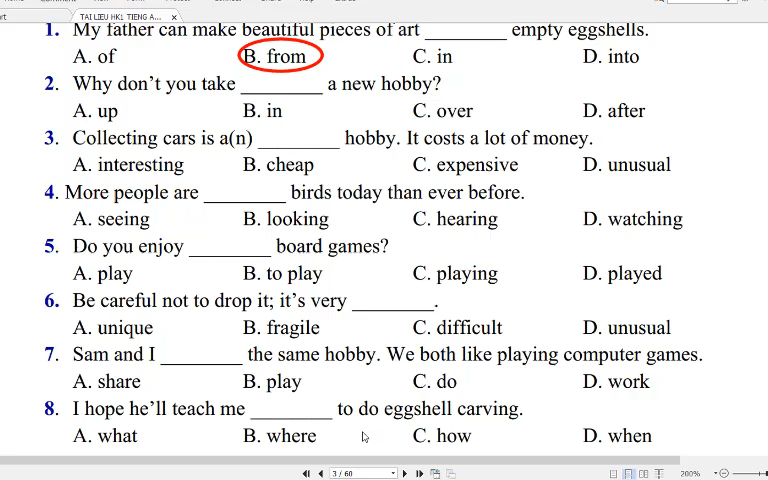 TAI LIEU HK1 TIENG A... ×
1. My father can make beautiful pieces of art ________ empty eggshells.
A. of B. from C. in D. into
2. Why don't you take ________ a new hobby?
A. up B. in C. over D. after
3. Collecting cars is a(n) ________ hobby. It costs a lot of money.
A. interesting B. cheap C. expensive D. unusual
4. More people are ________ birds today than ever before.
A. seeing B. looking C. hearing D. watching
5. Do you enjoy ________ board games?
A. play B. to play C. playing D. played
6. Be careful not to drop it; it's very ________.
A. unique B. fragile C. difficult D. unusual
7. Sam and I ________ the same hobby. We both like playing computer games.
A. share B. play C. do D. work
8. I hope he'll teach me ________ to do eggshell carving.
A. what B. where C. how D. when
3 / 60 200%